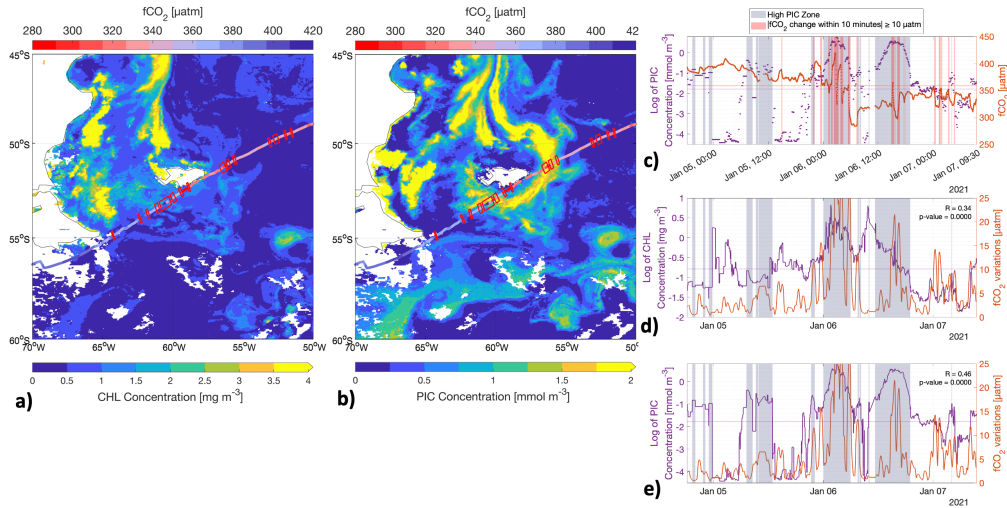 fCO2 [µatm]
280 300 320 340 360 380 400 420
45°S
50°S
55°S
60°S
70°W 65°W 60°W 55°W 50°W
0 0.5 1 1.5 2 2.5 3 3.5 4
CHL Concentration [mg m-3]
a)
fCO2 [µatm]
280 300 320 340 360 380 400 42
45°S
50°S
55°S
60°S
70°W 65°W 60°W 55°W 50°W
0 0.5 1 1.5 2
PIC Concentration [mmol m-3]
b)
High PIC Zone
|fCO2 change within 10 minutes| ≥ 10 µatm
Log of PIC
Concentration [mmol m-3]
0
-1
-2
-3
-4
450
400
350
300
250
fCO2 [µatm]
Jan 05, 00:00 Jan 05, 12:00 Jan 06, 00:00 Jan 06, 12:00 Jan 07, 00:00 Jan 07, 09:30
2021
c)
R = 0.34
p-value = 0.0000
Log of CHL
Concentration [mmol m-3]
1
0.5
0
-0.5
-1
-1.5
-2
25
20
15
10
5
0
fCO2 variations [µatm]
Jan 05 Jan 06 Jan 07
2021
d)
R = 0.46
p-value = 0.0000
Log of PIC
Concentration [mmol m-3]
0
-1
-2
-3
-4
25
20
15
10
5
0
fCO2 variations [µatm]
Jan 05 Jan 06 Jan 07
2021
e)